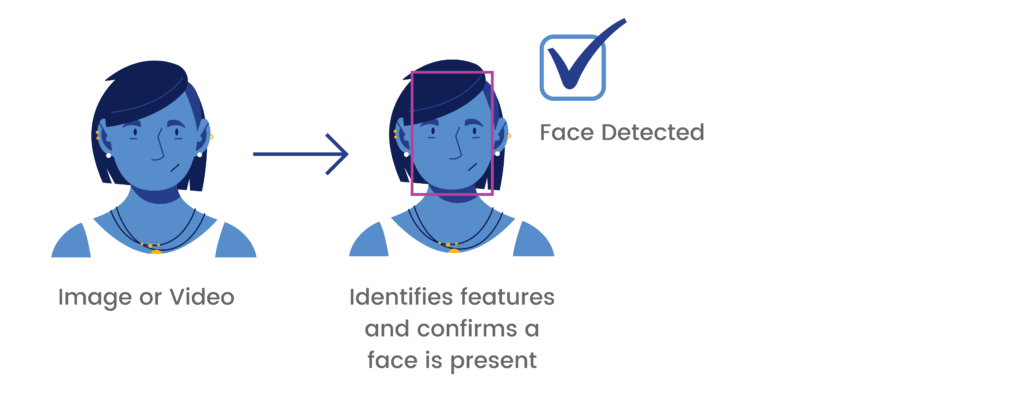 Face Detected
Image or Video
Identifies features
and confirms a
face is present